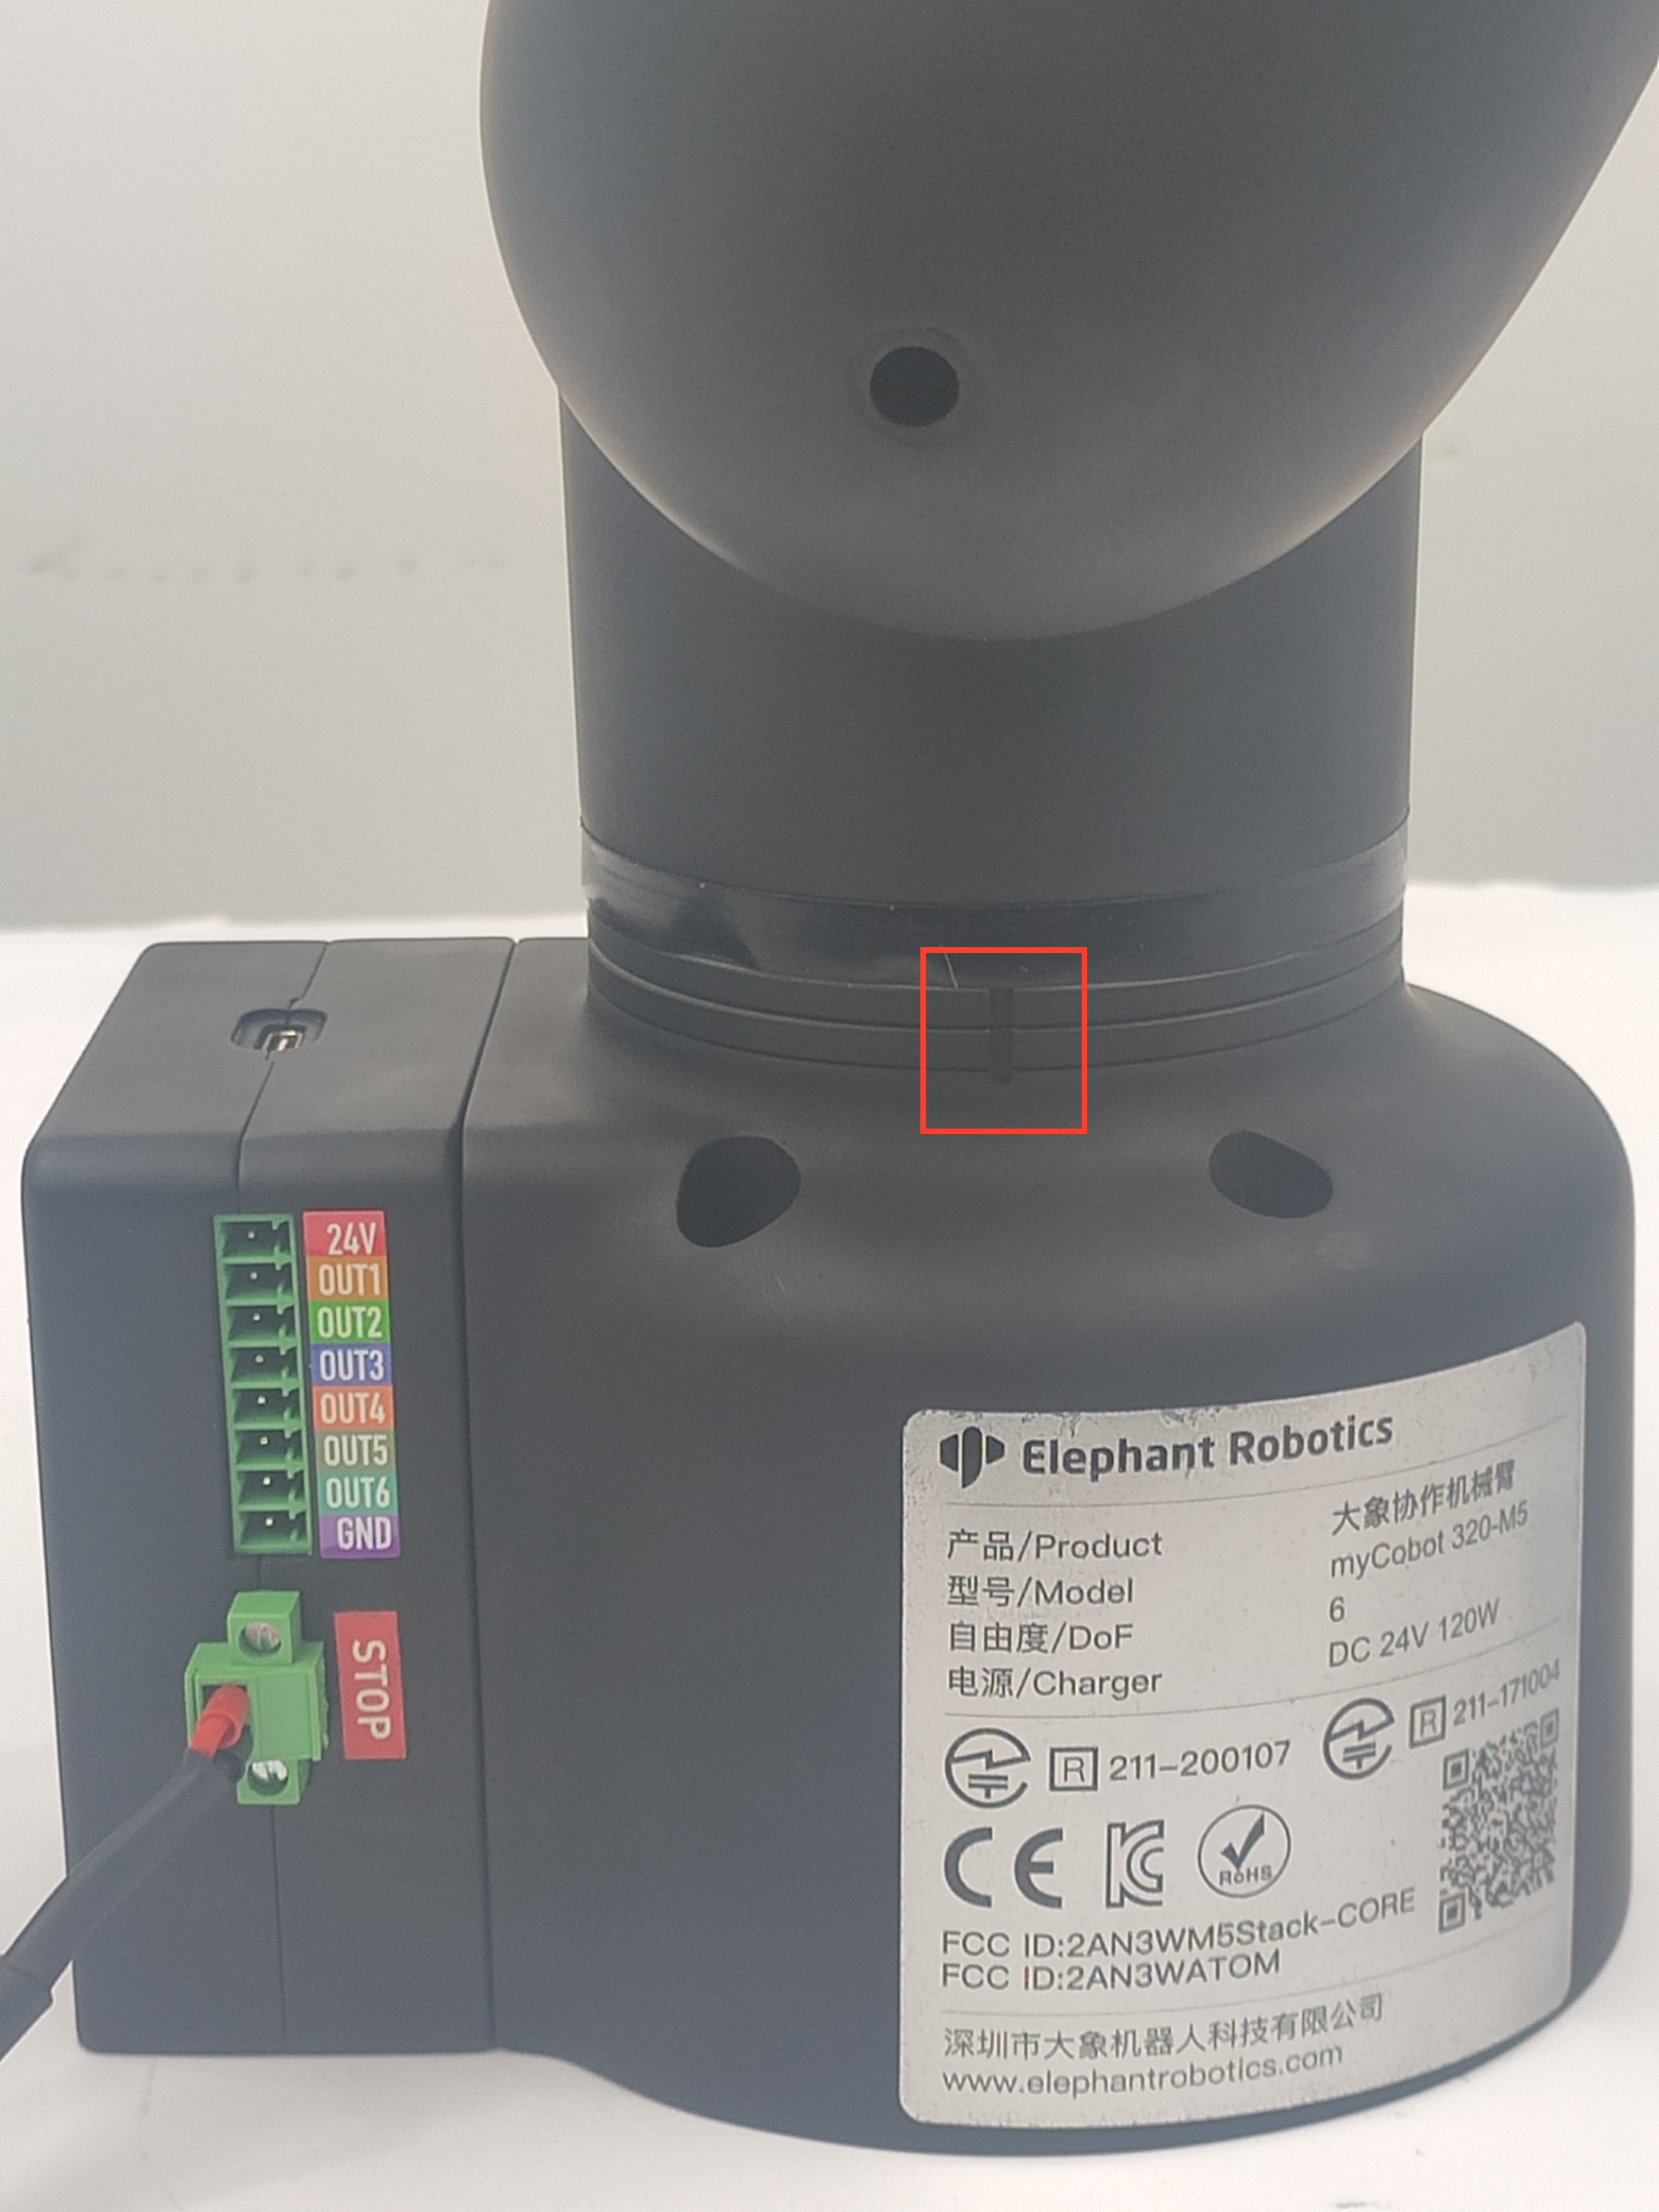 24V
OUT1
OUT2
OUT3
OUT4
OUT5
OUT6
GND
STOP
Elephant Robotics
产品/Product 大象协作机械臂
型号/Model myCobot 320-M5
自由度/DoF 6
电源/Charger DC 24V 120W
R 211-200107 R 211-171004
CE RoHS
FCC ID:2AN3WM5Stack-CORE
FCC ID:2AN3WATOM
深圳市大象机器人科技有限公司
www.elephantrobotics.com